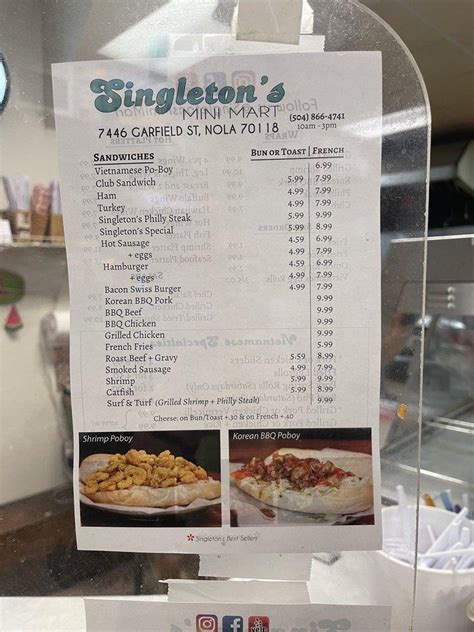 Singleton's
MINI MART
7446 GARFIELD ST, NOLA 70118
(504) 866-4741
10am - 3pm
SANDWICHES BUN OR TOAST FRENCH
Vietnamese Po-Boy 6.99
Club Sandwich 5.99 7.99
Ham 4.99 7.99
Turkey 4.99 7.99
Singleton's Philly Steak 5.99 9.99
Singleton's Special 5.99 8.99
Hot Sausage 4.59 6.99
+ eggs 4.99 7.99
Hamburger 4.59 6.99
+ eggs 4.99 7.99
Bacon Swiss Burger 4.99 7.99
Korean BBQ Pork 9.99
BBQ Beef 9.99
BBQ Chicken 9.99
Grilled Chicken 9.99
French Fries 5.99
Roast Beef + Gravy 5.59 8.99
Smoked Sausage 4.99 8.99
Shrimp 5.99 9.99
Catfish 5.99 9.99
Surf & Turf (Grilled Shrimp + Philly Steak) 9.99
Cheese: on Bun/Toast +.30 & on French +.40
Shrimp Poboy
Korean BBQ Poboy
Singleton's Best Sellers